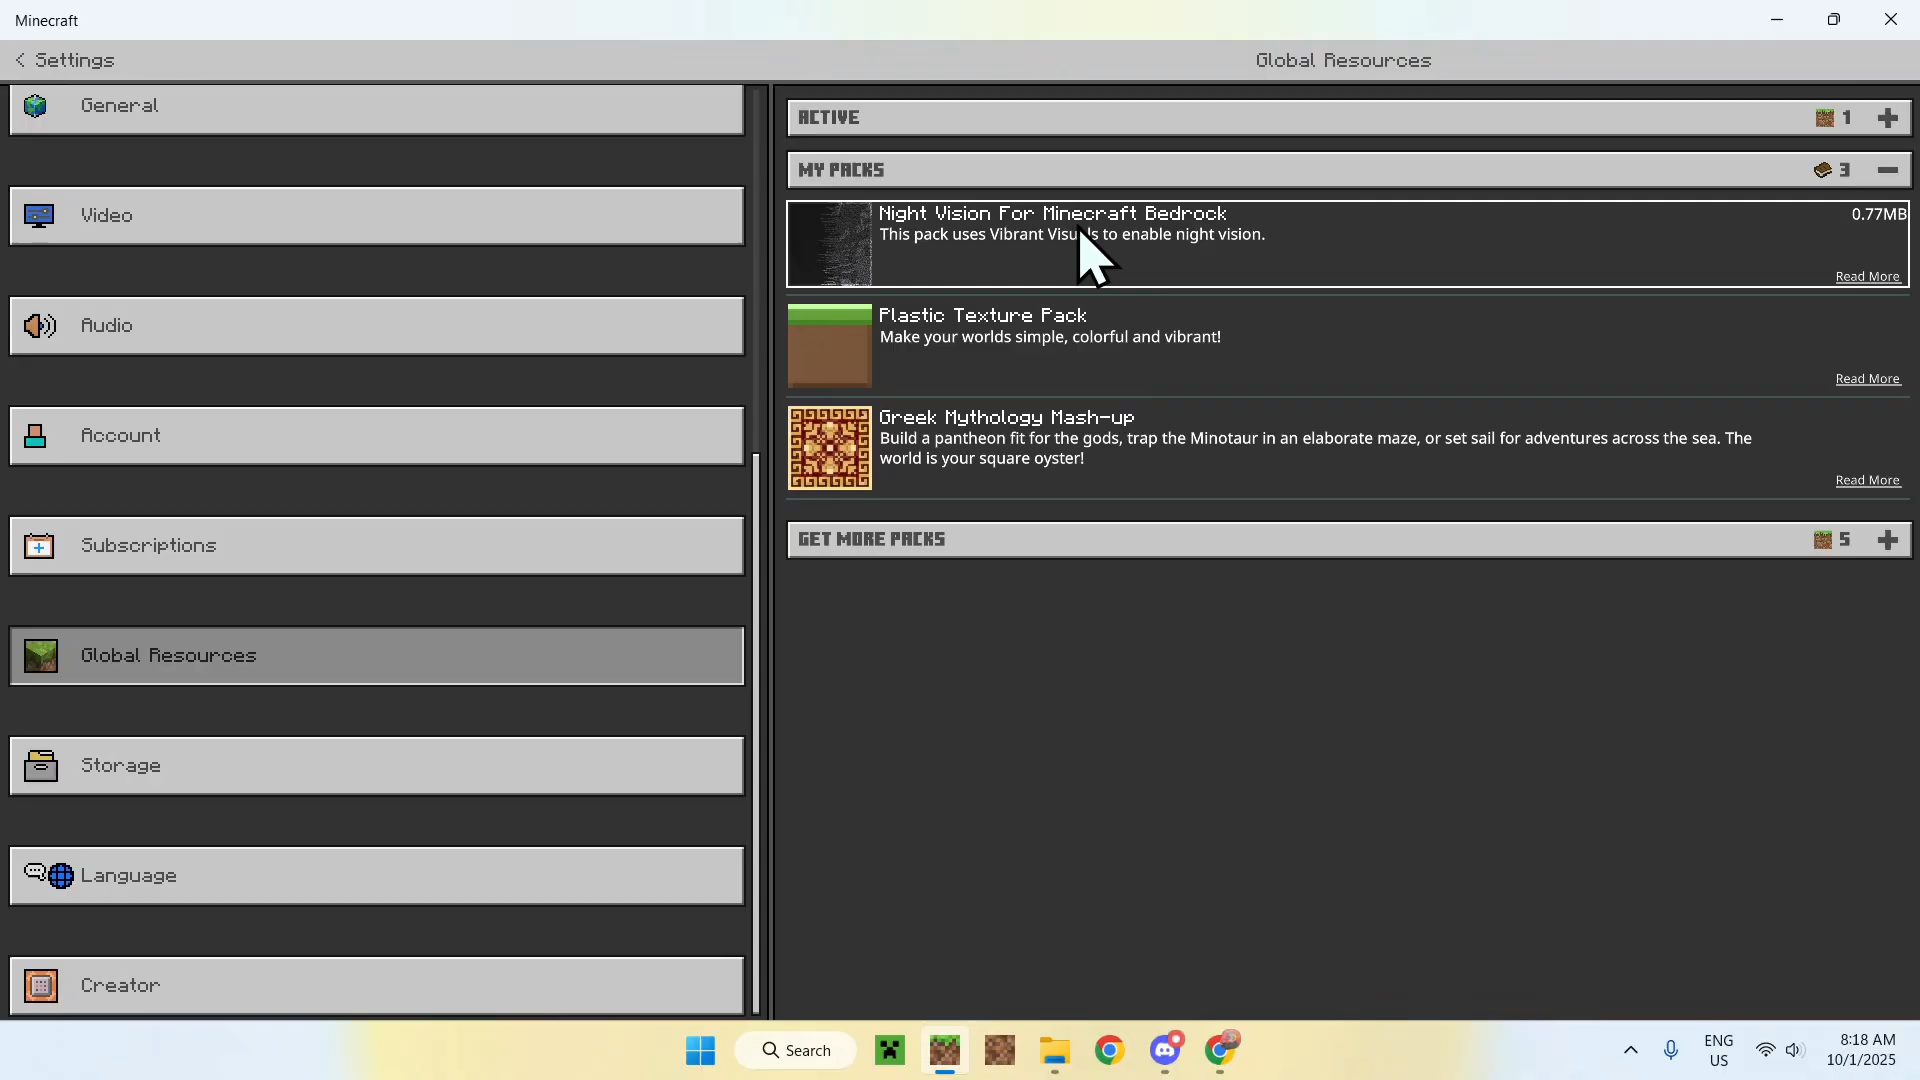 Minecraft
Settings
Global Resources
General
Video
Audio
Account
Subscriptions
Global Resources
Storage
Language
Creator
ACTIVE
1
MY PACKS
3
Night Vision For Minecraft Bedrock
0.77MB
This pack uses Vibrant Visuals to enable night vision.
Read More
Plastic Texture Pack
Make your worlds simple, colorful and vibrant!
Read More
Greek Mythology Mash-up
Build a pantheon fit for the gods, trap the Minotaur in an elaborate maze, or set sail for adventures across the sea. The
world is your square oyster!
Read More
GET MORE PACKS
5
Search
ENG
US
8:18 AM
10/1/2025